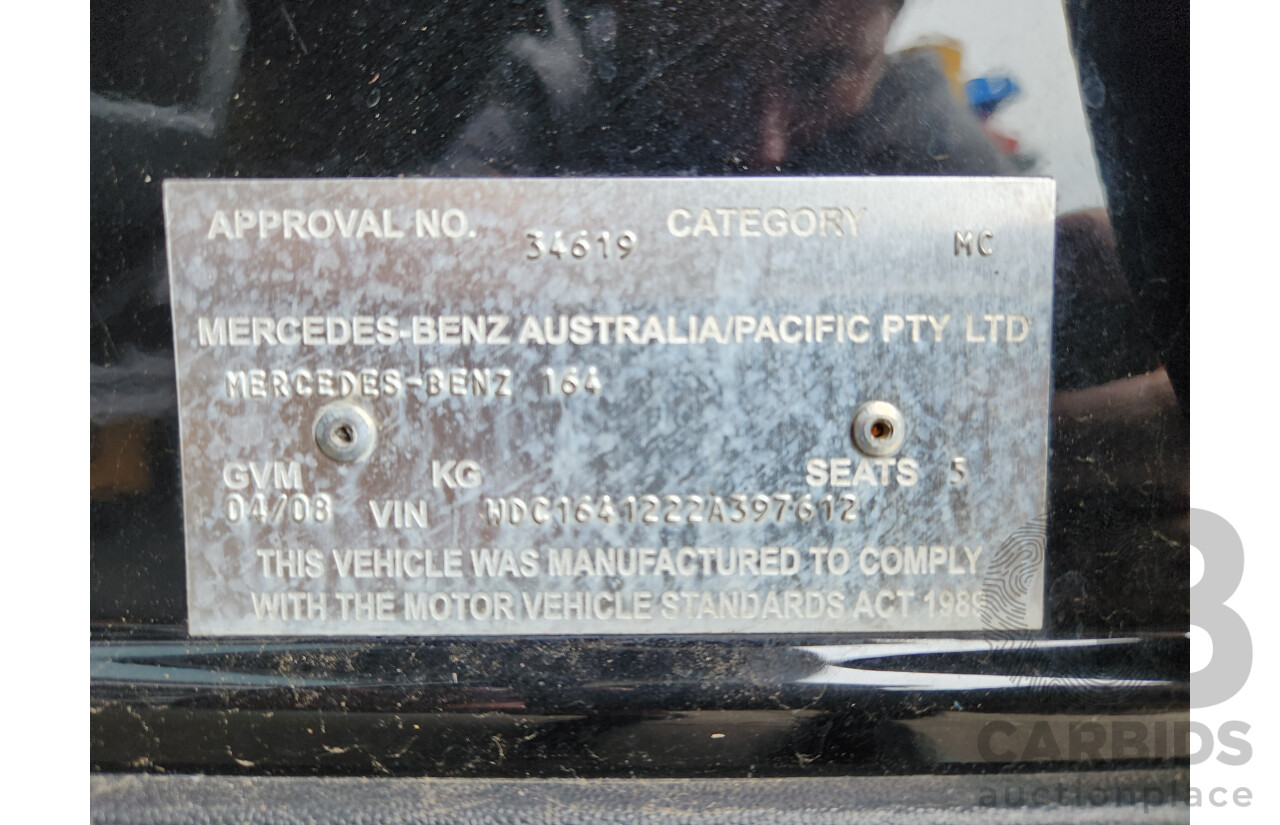 APPROVAL NO. 34619 CATEGORY MC
MERCEDES-BENZ AUSTRALIA/PACIFIC PTY LTD
MERCEDES-BENZ 164
GVM KG SEATS 5
04/08 VIN WDC1641222A397612
THIS VEHICLE WAS MANUFACTURED TO COMPLY
WITH THE MOTOR VEHICLE STANDARDS ACT 1989
CARBIDS
auctionplace